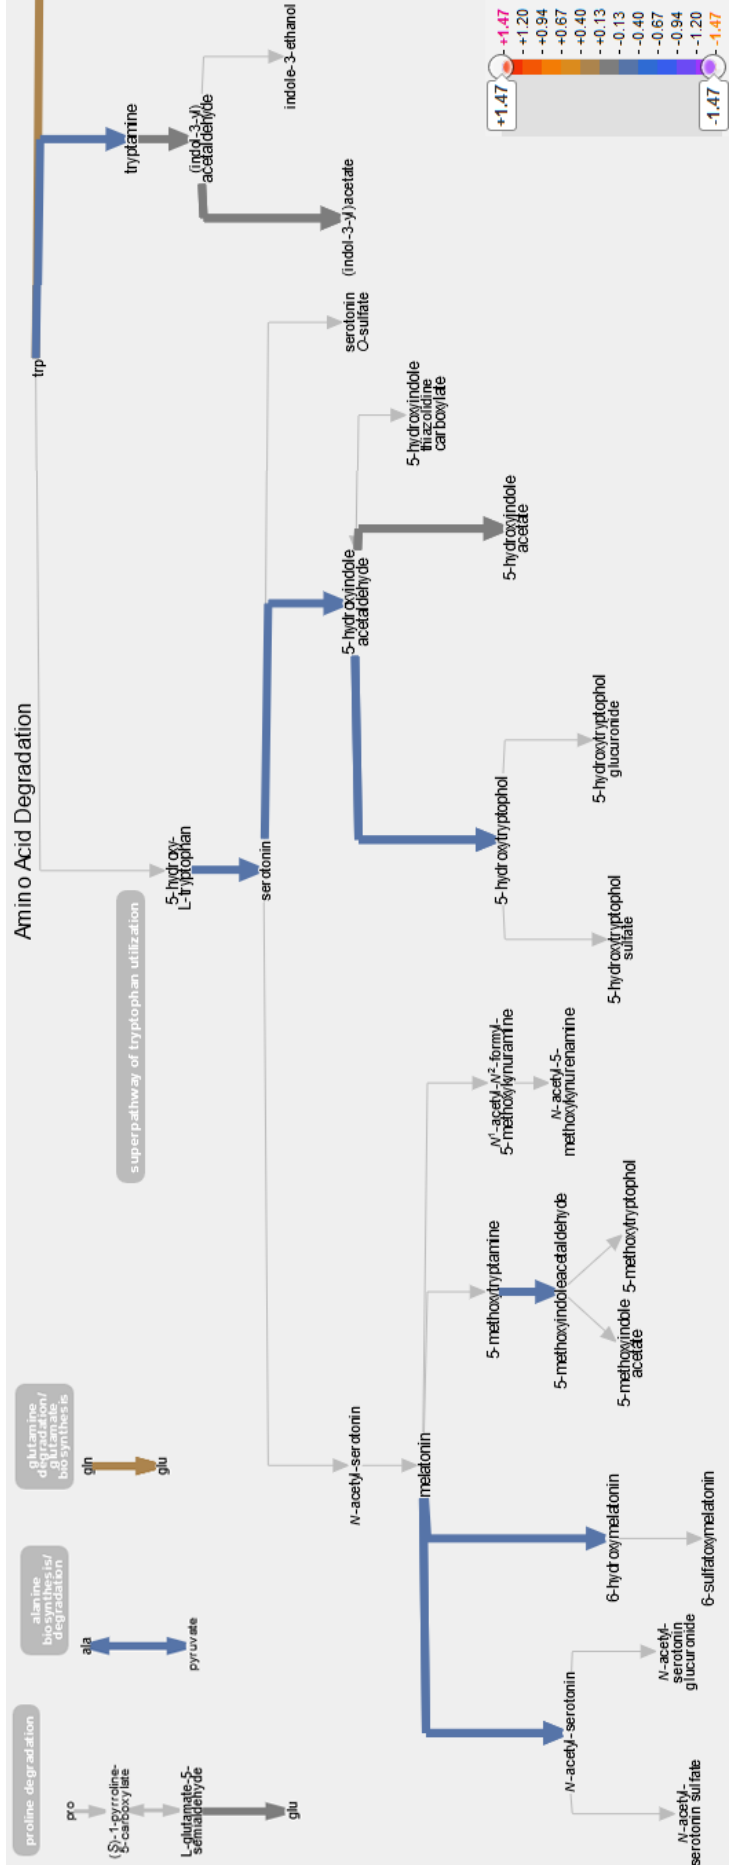 Amino Acid Degradation
proline degradation
pro
(S)-1-pyrroline-
5-carboxylate
L-glutamate-5-
semialdehyde
glu
alanine
biosynthesis/
degradation
ala
pyruvate
glutamine
degradation/
glutamate
biosynthesis
gln
glu
superpathway of tryptophan utilization
trp
tryptamine
(indol-3-yl)
acetaldehyde
indole-3-ethanol
(indol-3-yl)acetate
5-hydroxy-
L-tryptophan
serotonin
serotonin
O-sulfate
5-hydroxyindole
acetaldehyde
5-hydroxyindole
thiazolidine
carboxylate
5-hydroxyindole
acetate
5-hydroxytryptophol
5-hydroxytryptophol
glucuronide
5-hydroxytryptophol
sulfate
N-acetyl-serotonin
melatonin
N¹-acetyl-N²-formyl-
5-methoxykynuramine
N-acetyl-5-
methoxykynurenamine
5-methoxytryptamine
5-methoxyindoleacetaldehyde
5-methoxytryptophol
5-methoxyindole
acetate
6-hydroxymelatonin
6-sulfatoxymelatonin
N-acetyl-serotonin
N-acetyl-
serotonin
glucuronide
N-acetyl-
serotonin sulfate
+1.47
+1.47
+1.20
+0.94
+0.67
+0.40
+0.13
-0.13
-0.40
-0.67
-0.94
-1.20
-1.47
-1.47